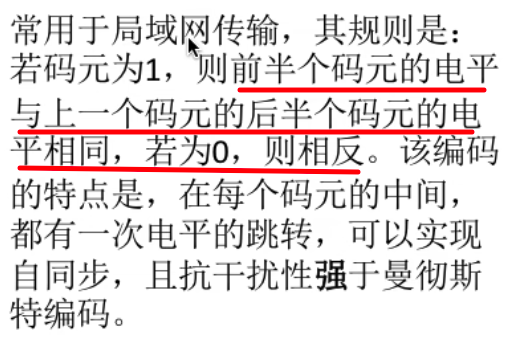 常用于局域网传输，其规则是：
若码元为1，则前半个码元的电平
与上一个码元的后半个码元的电
平相同，若为0，则相反。该编码
的特点是，在每个码元的中间，
都有一次电平的跳转，可以实现
自同步，且抗干扰性强于曼彻斯
特编码。